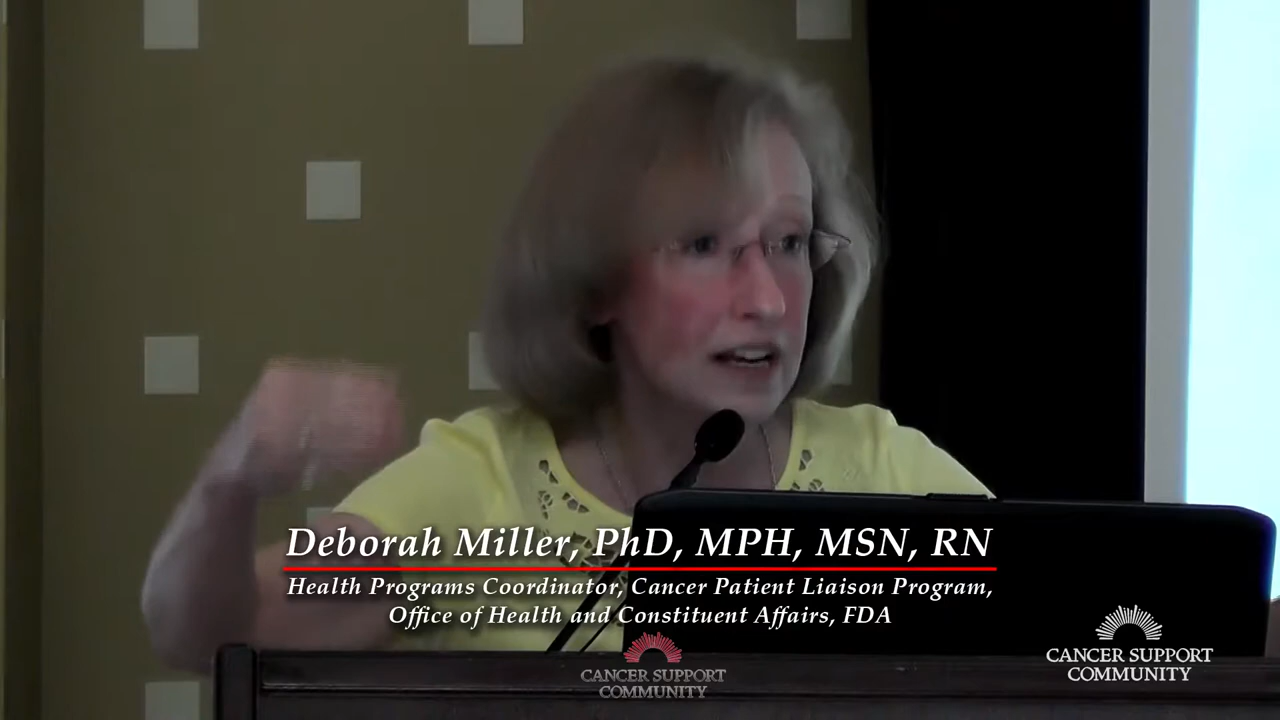 Deborah Miller, PhD, MPH, MSN, RN
Health Programs Coordinator, Cancer Patient Liaison Program,
Office of Health and Constituent Affairs, FDA
CANCER SUPPORT
COMMUNITY
CANCER SUPPORT
COMMUNITY